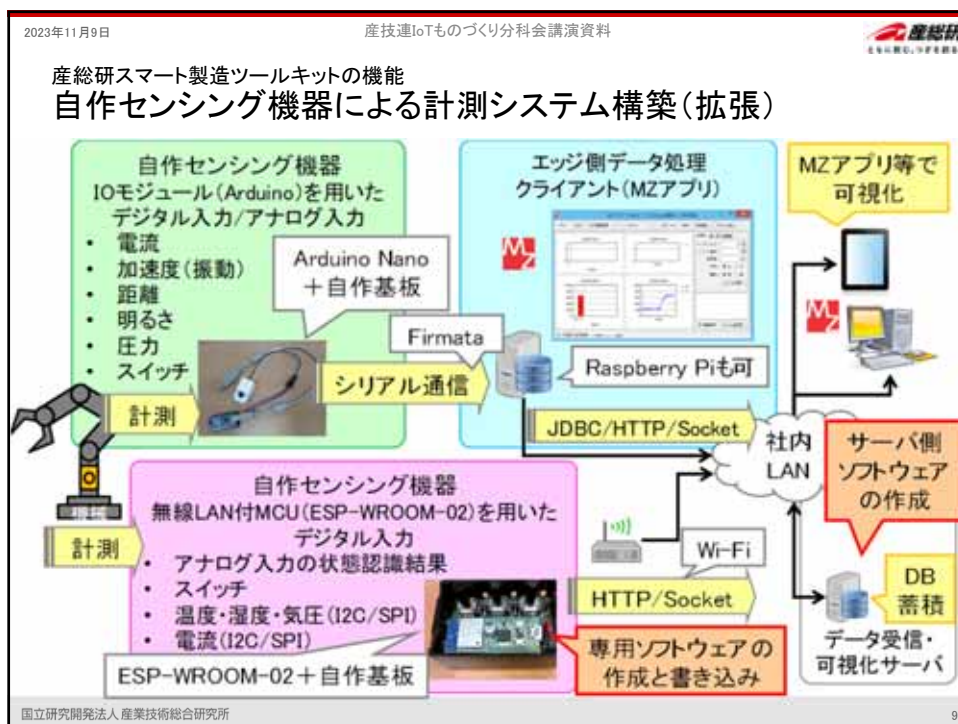 2023年11月9日
産技連IoTものづくり分科会講演資料
産総研
ともに挑む。つぎを創る。
産総研スマート製造ツールキットの機能
自作センシング機器による計測システム構築(拡張)
自作センシング機器
IOモジュール(Arduino)を用いた
デジタル入力/アナログ入力
• 電流
• 加速度(振動)
• 距離
• 明るさ
• 圧力
• スイッチ
Arduino Nano
＋自作基板
計測
シリアル通信
Firmata
エッジ側データ処理
クライアント(MZアプリ)
MZ
Raspberry Piも可
JDBC/HTTP/Socket
MZアプリ等で
可視化
MZ
社内
LAN
サーバ側
ソフトウェア
の作成
機械
計測
自作センシング機器
無線LAN付MCU(ESP-WROOM-02)を用いた
デジタル入力
• アナログ入力の状態認識結果
• スイッチ
• 温度・湿度・気圧(I2C/SPI)
• 電流(I2C/SPI)
ESP-WROOM-02＋自作基板
Wi-Fi
HTTP/Socket
専用ソフトウェアの
作成と書き込み
DB
蓄積
データ受信・
可視化サーバ
国立研究開発法人 産業技術総合研究所
9